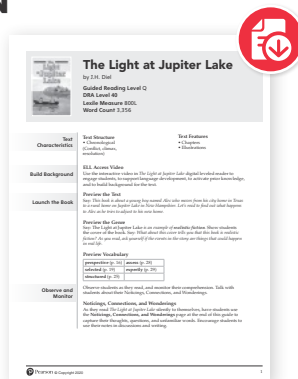 The Light at Jupiter Lake
by J.H. Diel
Guided Reading Level Q
DRA Level 40
Lexile Measure 800L
Word Count 3,356
Text
Characteristics
Text Structure
• Chronological
(Conflict, climax,
resolution)
Text Features
• Chapters
• Illustrations
Build Background
ELL Access Video
Use the interactive video in The Light at Jupiter Lake digital leveled reader to
engage students, to support language development, to activate prior knowledge,
and to build background for the text.
Launch the Book
Preview the Text
Say: This book is about a young boy named Alec who moves from his city home in Texas
to a rural home on Jupiter Lake in New Hampshire. Let's read to find out what happens
to Alec as he tries to adjust to his new home.
Preview the Genre
Say: The Light at Jupiter Lake is an example of realistic fiction. Show students
the cover of the book. Say: What about this cover tells you that this book is realistic
fiction? As you read, ask yourself if the events in the story are things that could happen
in real life.
Preview Vocabulary
perspective (p. 16)
assess (p. 28)
selected (p. 19)
expertly (p. 29)
structured (p. 25)
Observe and
Monitor
Observe students as they read, and monitor their comprehension. Talk with
students about their Noticings, Connections, and Wonderings.
Noticings, Connections, and Wonderings
As they read The Light at Jupiter Lake silently to themselves, have students use
the Noticings, Connections, and Wonderings page at the end of this guide to
capture their thoughts, questions, and unfamiliar words. Encourage students to
use their notes in discussions and writing.
Pearson © Copyright 2020
1